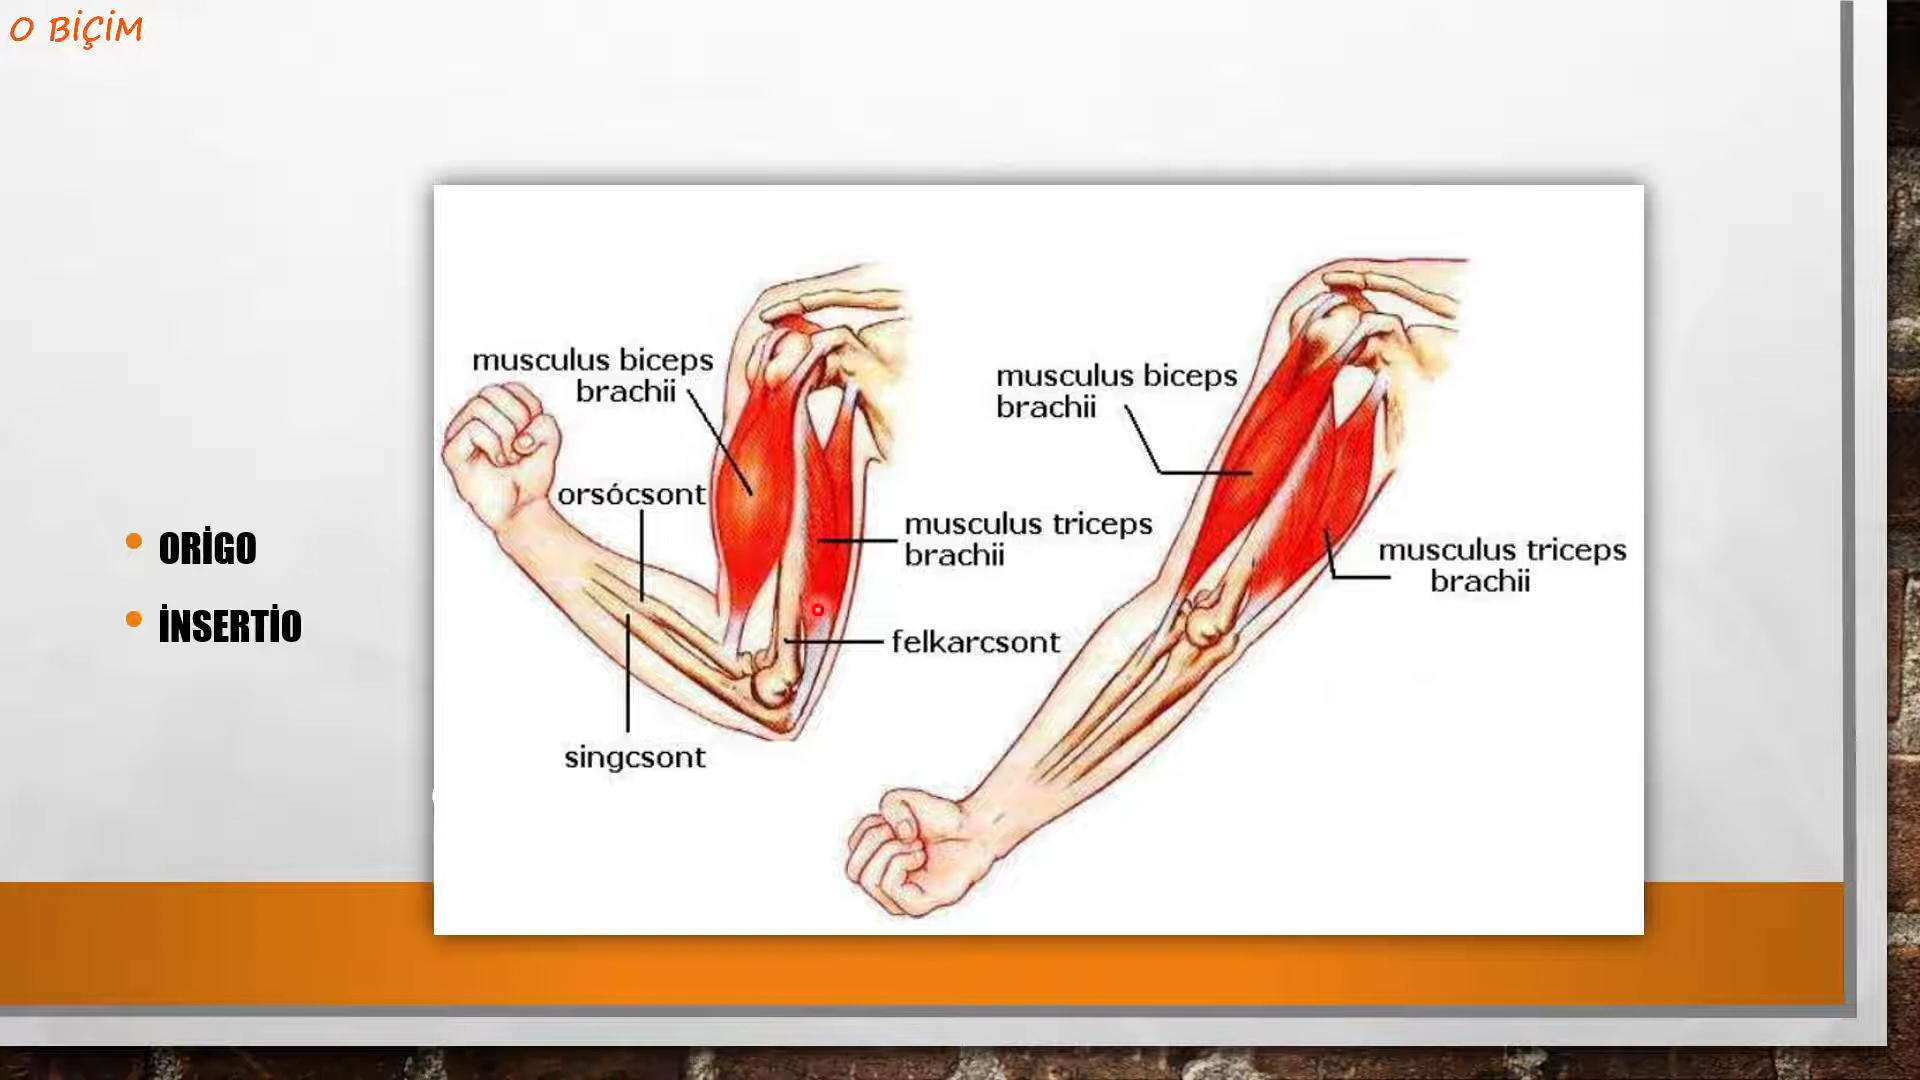 O BİÇİM
ORİGO
İNSERTİO
musculus biceps
brachii
orsócsont
musculus triceps
brachii
felkarcsont
singcsont
musculus biceps
brachii
musculus triceps
brachii